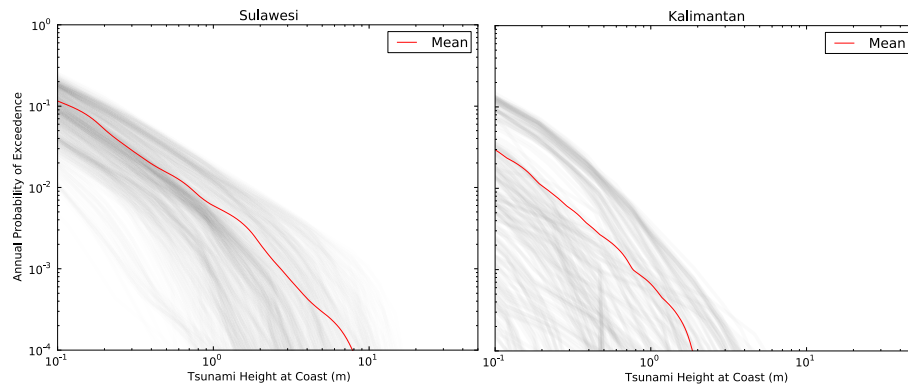 Sulawesi
Kalimantan
Mean
Mean
Annual Probability of Exceedence
10^0
10^-1
10^-2
10^-3
10^-4
10^-1
10^0
10^1
10^-1
10^0
10^1
Tsunami Height at Coast (m)
Tsunami Height at Coast (m)